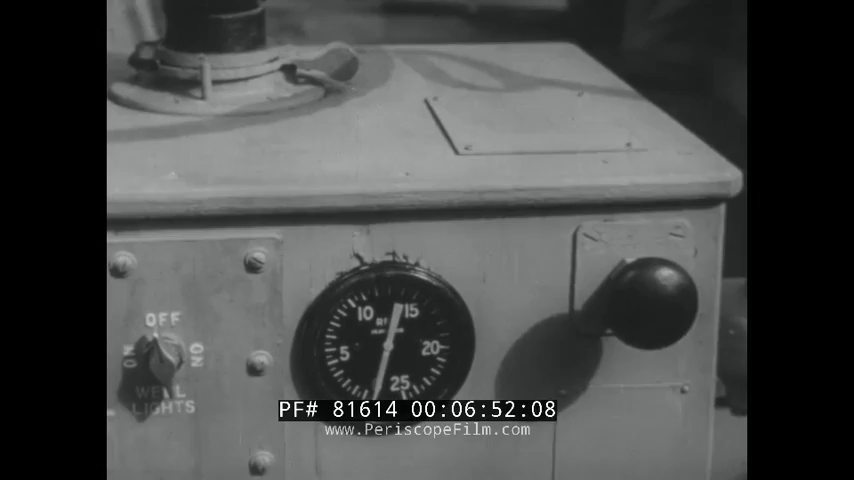 OFF
ON
ON
WELL
LIGHTS
10
15
5
20
25
PF# 81614 00:06:52:08
www.PeriscopeFilm.com